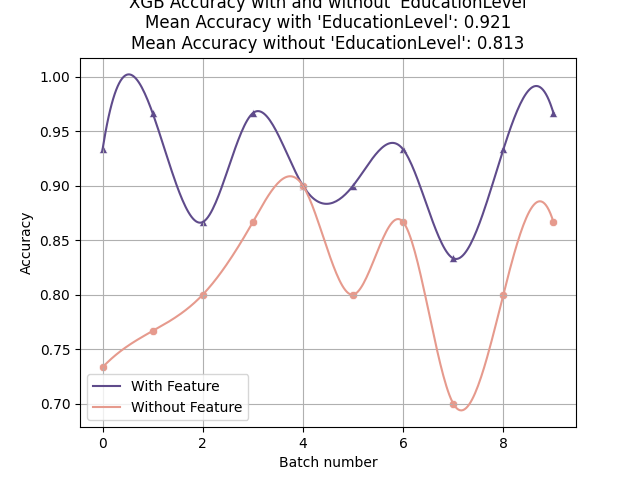 XGB Accuracy with and without 'EducationLevel'
Mean Accuracy with 'EducationLevel': 0.921
Mean Accuracy without 'EducationLevel': 0.813
1.00
0.95
0.90
0.85
0.80
0.75
0.70
Accuracy
With Feature
Without Feature
0 2 4 6 8
Batch number